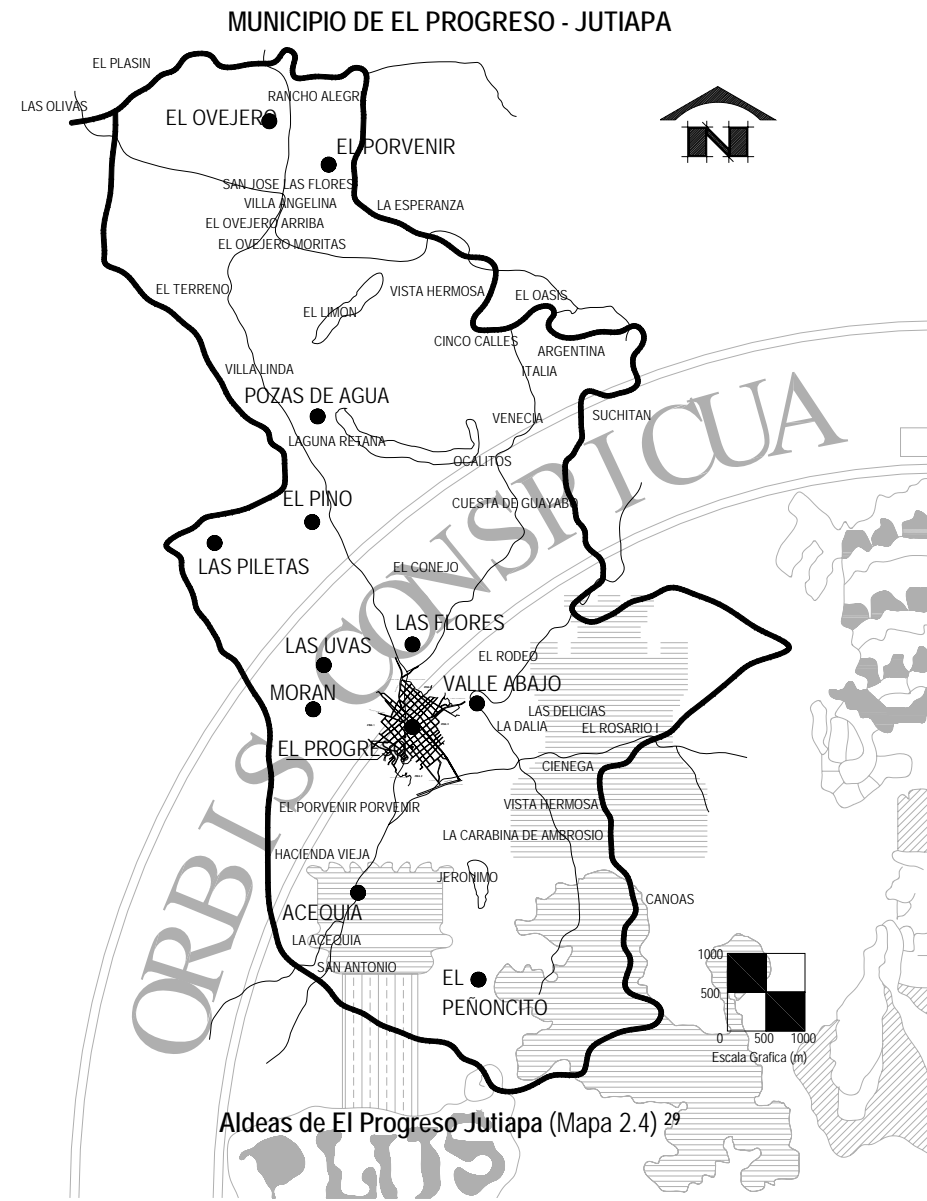 MUNICIPIO DE EL PROGRESO - JUTIAPA
EL PLASIN
LAS OLIVAS
RANCHO ALEGRE
EL OVEJERO
EL PORVENIR
SAN JOSE LAS FLORES
VILLA ANGELINA
LA ESPERANZA
EL OVEJERO ARRIBA
EL OVEJERO MORITAS
N
EL TERRENO
VISTA HERMOSA
EL OASIS
EL LIMON
CINCO CALLES
ARGENTINA
VILLA LINDA
ITALIA
POZAS DE AGUA
VENECIA
SUCHITAN
LAGUNA RETANA
OCALITOS
EL PINO
CUESTA DE GUAYABO
LAS PILETAS
EL CONEJO
LAS FLORES
LAS UVAS
EL RODEO
MORAN
VALLE ABAJO
LAS DELICIAS
LA DALIA
EL ROSARIO I
EL PROGRESO
CIENEGA
EL PORVENIR PORVENIR
VISTA HERMOSA
LA CARABINA DE AMBROSIO
HACIENDA VIEJA
JERONIMO
ACEQUIA
CANOAS
LA ACEQUIA
SAN ANTONIO
EL
PEÑONCITO
1000
500
0 500 1000
Escala Grafica (m)
ORBIS CONSPICUA
PLUS
Aldeas de El Progreso Jutiapa (Mapa 2.4) 29